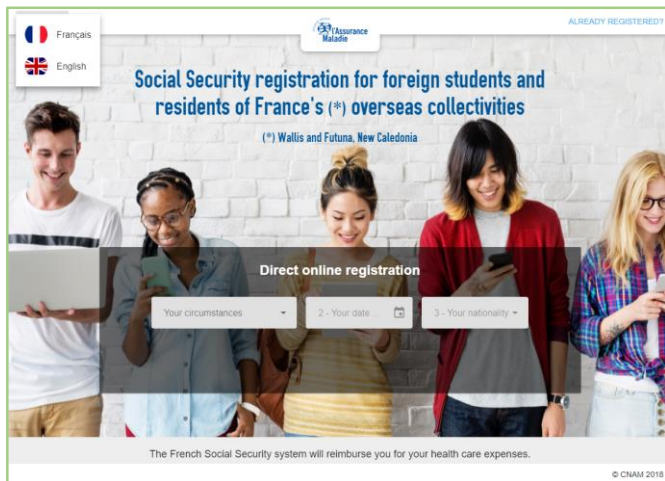 Français
English
l'Assurance
Maladie
ALREADY REGISTERED?
Social Security registration for foreign students and
residents of France's (*) overseas collectivities
(*) Wallis and Futuna, New Caledonia
Direct online registration
Your circumstances
2 - Your date ...
3 - Your nationality
The French Social Security system will reimburse you for your health care expenses.
© CNAM 2018